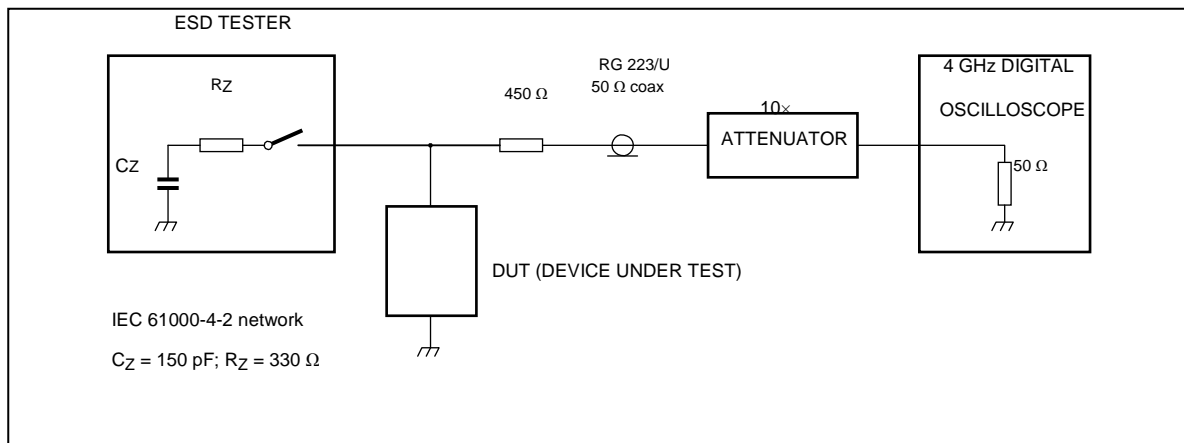 ESD TESTER
RZ
CZ
450 Ω
RG 223/U
50 Ω coax
10×
ATTENUATOR
4 GHz DIGITAL
OSCILLOSCOPE
50 Ω
DUT (DEVICE UNDER TEST)
IEC 61000-4-2 network
CZ = 150 pF; RZ = 330 Ω